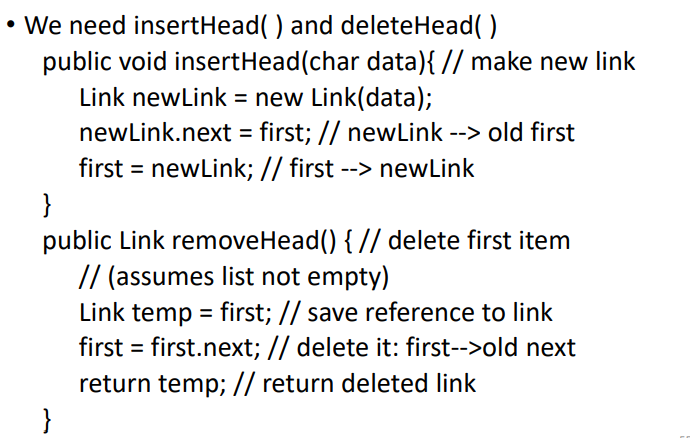 • We need insertHead( ) and deleteHead( )
public void insertHead(char data){ // make new link
Link newLink = new Link(data);
newLink.next = first; // newLink --> old first
first = newLink; // first --> newLink
}
public Link removeHead() { // delete first item
// (assumes list not empty)
Link temp = first; // save reference to link
first = first.next; // delete it: first-->old next
return temp; // return deleted link
}